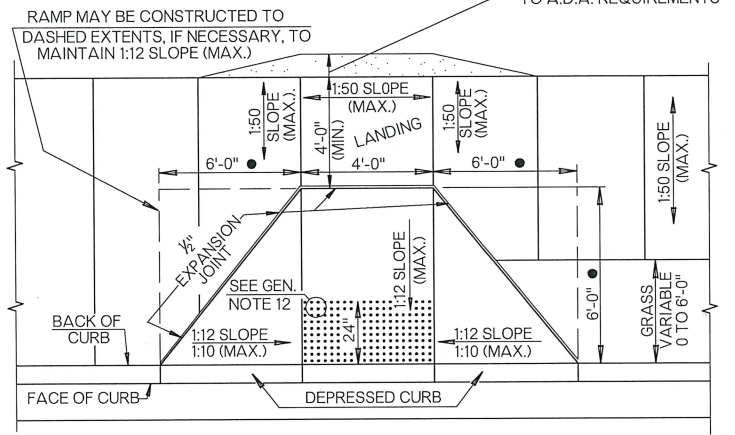 TO A.D.A. REQUIREMENTS
RAMP MAY BE CONSTRUCTED TO
DASHED EXTENTS, IF NECESSARY, TO
MAINTAIN 1:12 SLOPE (MAX.)
1:50 SLOPE
(MAX.)
1:50
SLOPE
(MAX.)
4'-0"
(MIN.)
LANDING
1:50
SLOPE
(MAX.)
1:50 SLOPE
(MAX.)
6'-0"
4'-0"
6'-0"
1/2"
EXPANSION
JOINT
SEE GEN.
NOTE 12
1:12 SLOPE
(MAX.)
24"
6'-0"
GRASS
VARIABLE
0 TO 6'-0"
BACK OF
CURB
1:12 SLOPE
1:10 (MAX.)
1:12 SLOPE
1:10 (MAX.)
FACE OF CURB
DEPRESSED CURB